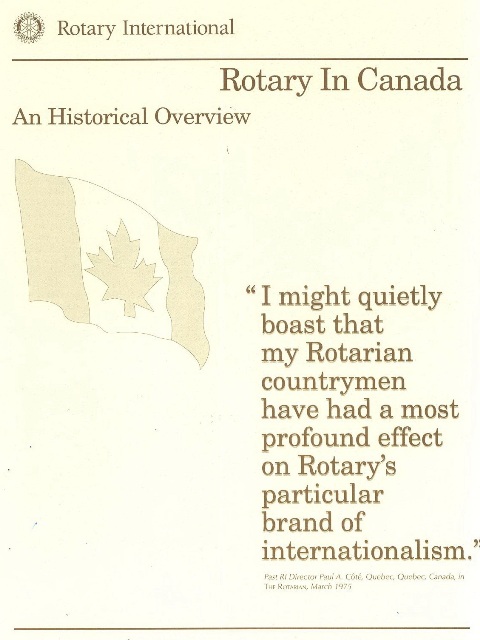 Rotary International
Rotary In Canada
An Historical Overview
“ I might quietly
boast that
my Rotarian
countrymen
have had a most
profound effect
on Rotary’s
particular
brand of
internationalism.”
Past RI Director Paul A. Côté, Quebec, Quebec, Canada, in
THE ROTARIAN, March 1975